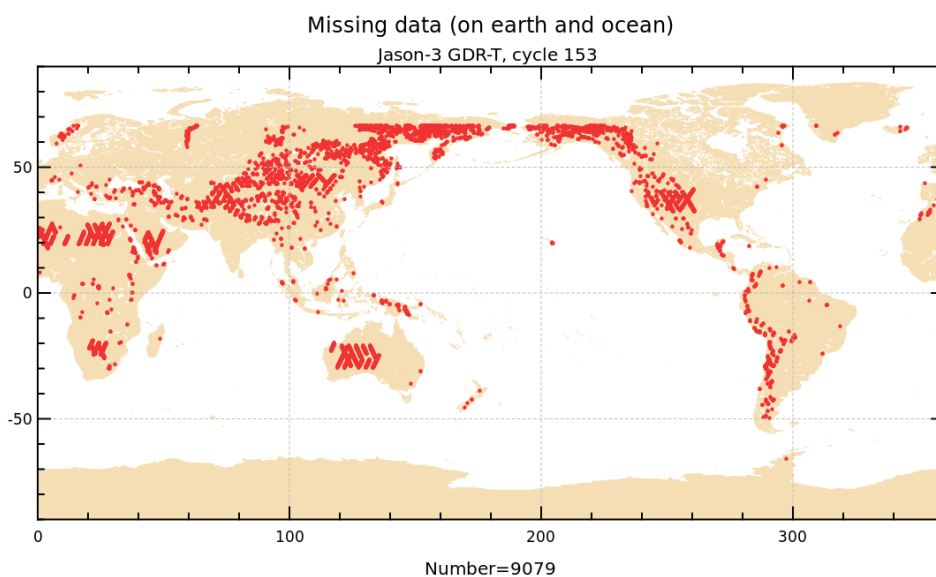 Missing data (on earth and ocean)
Jason-3 GDR-T, cycle 153
50
0
-50
0 100 200 300
Number=9079